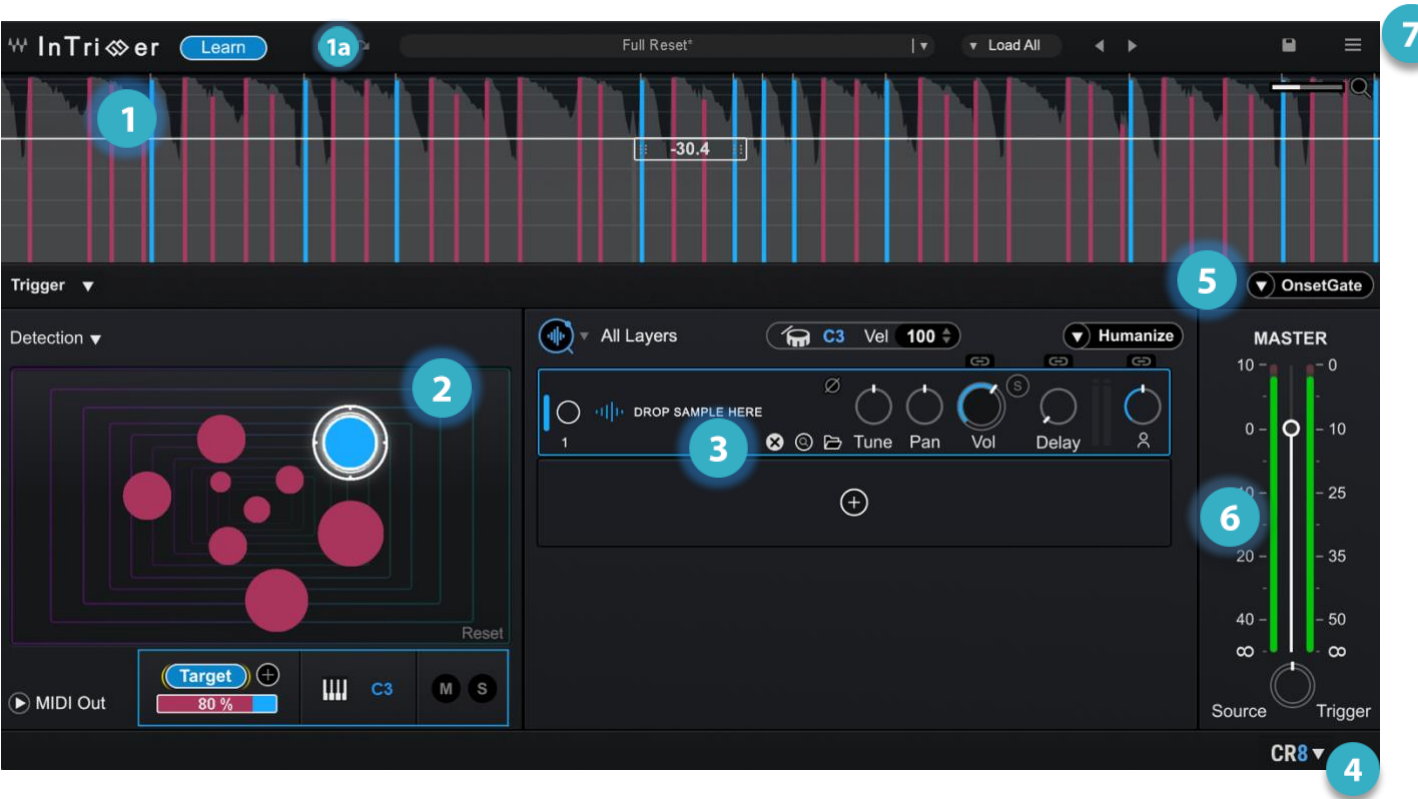 7
InTrigger Learn 1a Full Reset* Load All
1
-30.4
Trigger 5 OnsetGate
Detection All Layers C3 Vel 100 Humanize MASTER
10 0
2
S
DROP SAMPLE HERE
0 10
1 3 Tune Pan Vol Delay
10 25
6
20 35
Reset
40 50
∞ ∞
Target
C3 M S
80 %
MIDI Out
Source Trigger
CR8
4